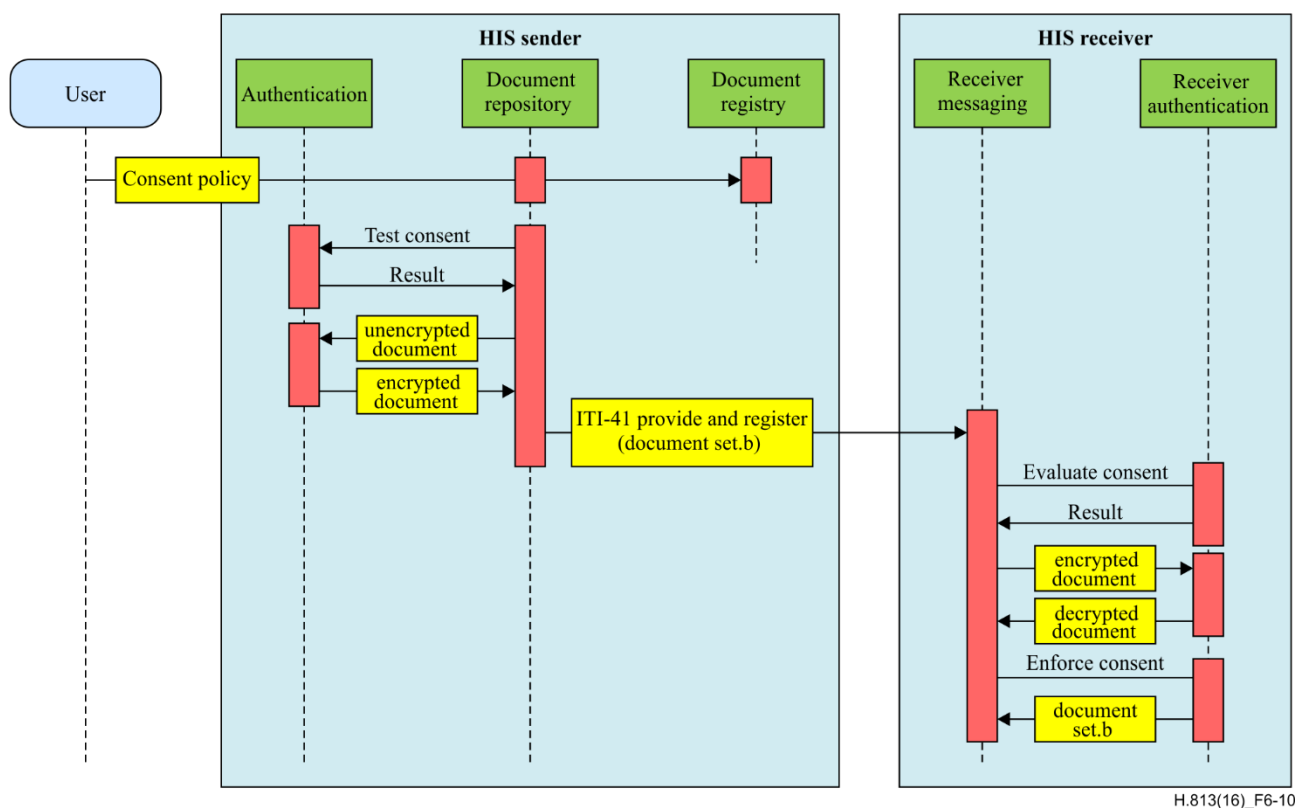 HIS sender
HIS receiver
User
Authentication
Document
repository
Document
registry
Receiver
messaging
Receiver
authentication
Consent policy
Test consent
Result
unencrypted
document
encrypted
document
ITI-41 provide and register
(document set.b)
Evaluate consent
Result
encrypted
document
decrypted
document
Enforce consent
document
set.b
H.813(16)_F6-10